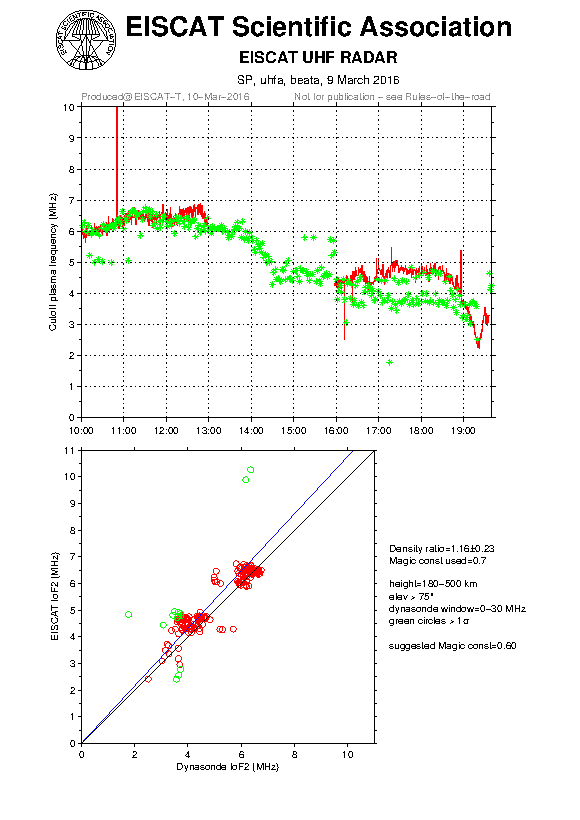 EISCAT SCIENTIFIC ASSOCIATION
EISCAT Scientific Association
EISCAT UHF RADAR
SP, uhfa, beata, 9 March 2016
Produced@EISCAT-T, 10-Mar-2016 Not for publication - see Rules-of-the-road
Cutoff plasma frequency (MHz)
10
9
8
7
6
5
4
3
2
1
0
10:00 11:00 12:00 13:00 14:00 15:00 16:00 17:00 18:00 19:00
EISCAT foF2 (MHz)
11
10
9
8
7
6
5
4
3
2
1
0
0 2 4 6 8 10
Dynasonde foF2 (MHz)
Density ratio=1.16±0.23
Magic const used=0.7
height=180-500 km
elev > 75°
dynasonde window=0-30 MHz
green circles > 1σ
suggested Magic const=0.60